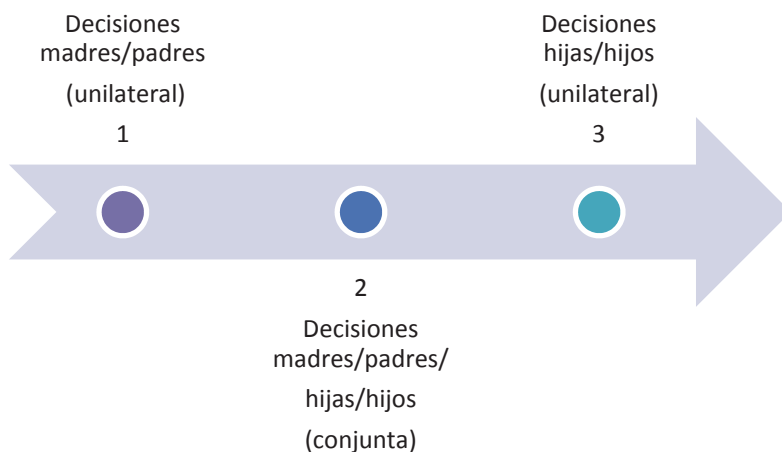 Decisiones
madres/padres
(unilateral)
1
2
Decisiones
madres/padres/
hijas/hijos
(conjunta)
Decisiones
hijas/hijos
(unilateral)
3